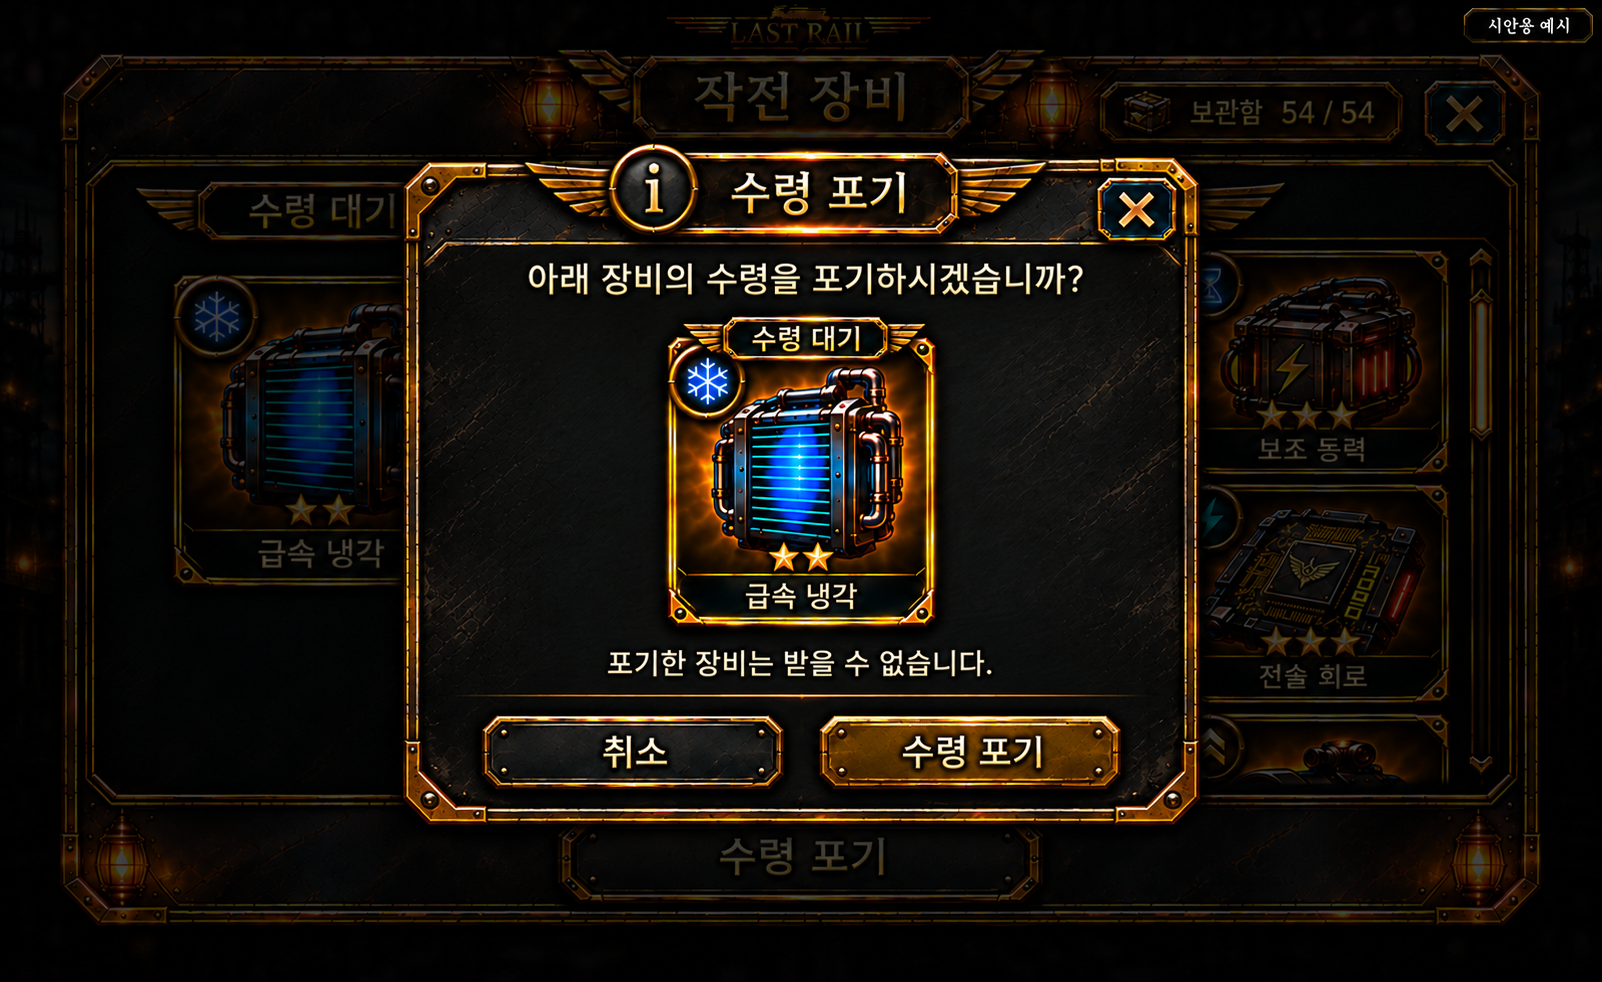 LAST RAIL
시안용 예시
작전 장비
보관함 54 / 54
수령 대기
급속 냉각
수령 포기
아래 장비의 수령을 포기하시겠습니까?
수령 대기
급속 냉각
포기한 장비는 받을 수 없습니다.
취소
수령 포기
보조 동력
전술 회로
수령 포기